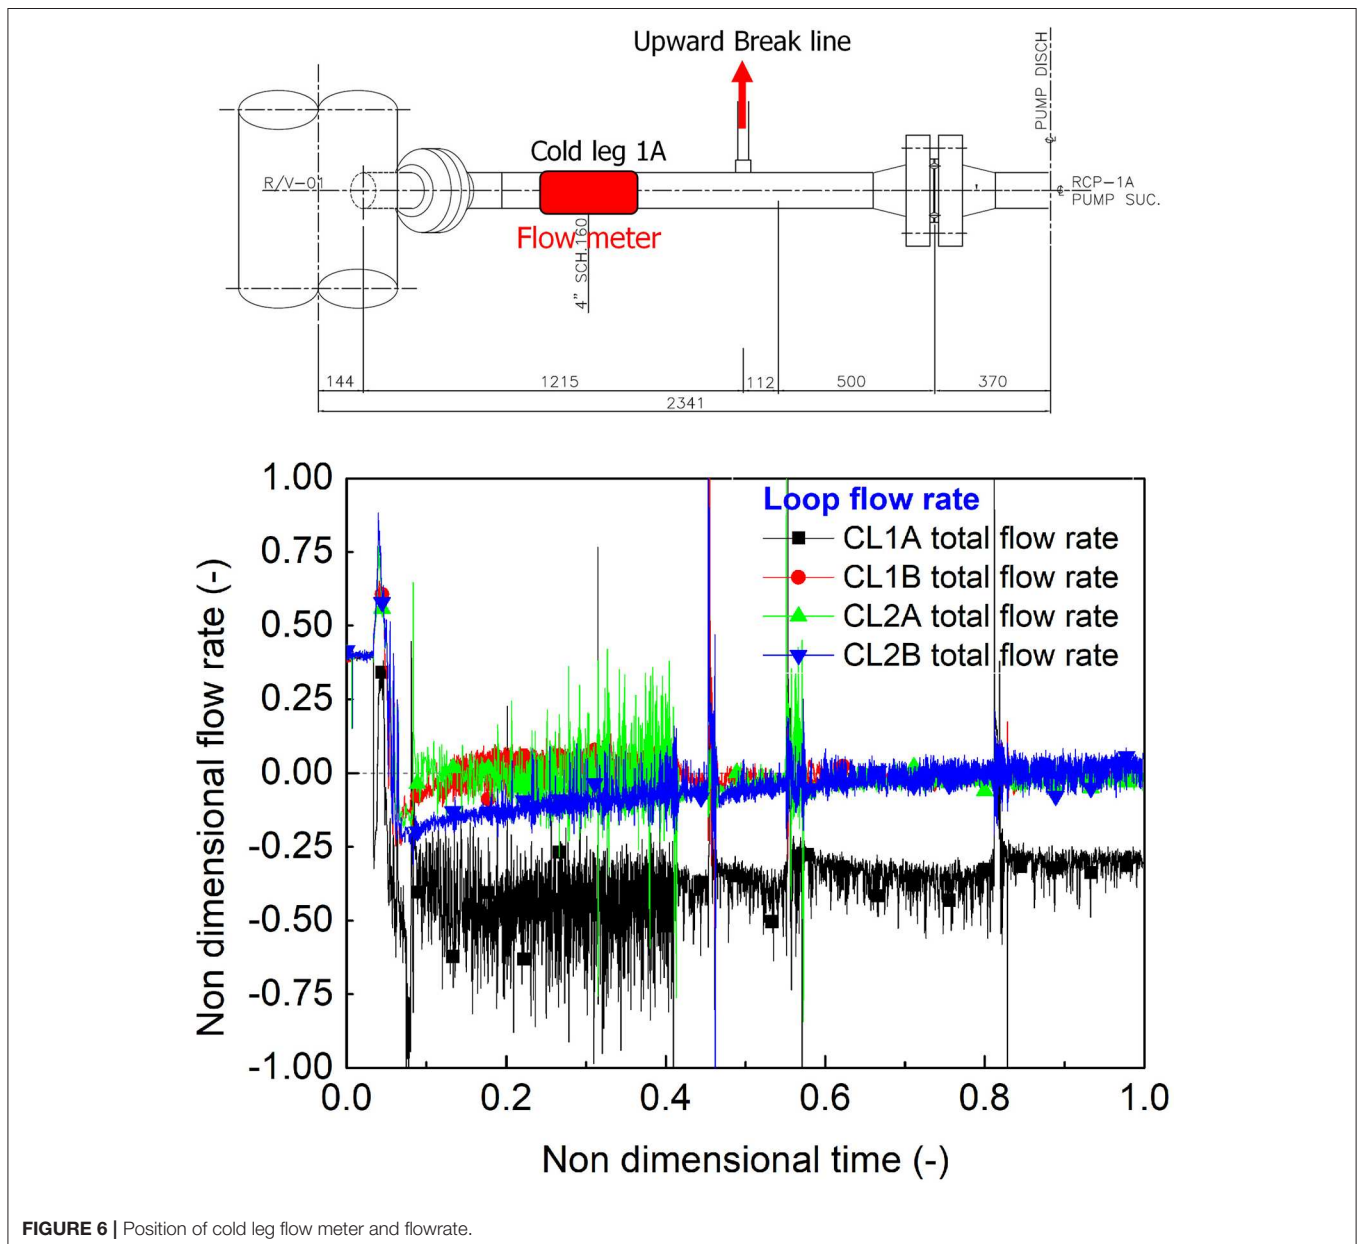 Upward Break line
℄ PUMP DISCH
Cold leg 1A
R/V-01
℄ RCP-1A
PUMP SUC.
Flow meter
4" SCH.160
144
1215
112
500
370
2341
Loop flow rate
CL1A total flow rate
CL1B total flow rate
CL2A total flow rate
CL2B total flow rate
Non dimensional flow rate (-)
1.00
0.75
0.50
0.25
0.00
-0.25
-0.50
-0.75
-1.00
0.0 0.2 0.4 0.6 0.8 1.0
Non dimensional time (-)
FIGURE 6 | Position of cold leg flow meter and flowrate.